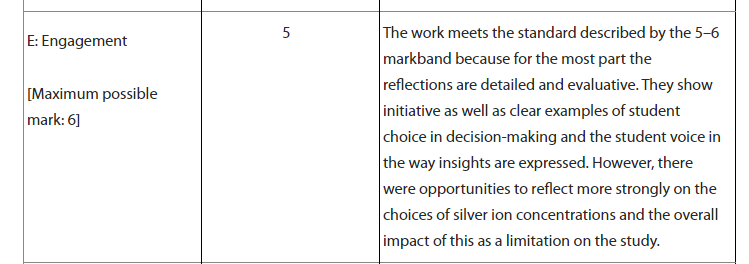 E: Engagement
[Maximum possible
mark: 6]
5
The work meets the standard described by the 5–6
markband because for the most part the
reflections are detailed and evaluative. They show
initiative as well as clear examples of student
choice in decision-making and the student voice in
the way insights are expressed. However, there
were opportunities to reflect more strongly on the
choices of silver ion concentrations and the overall
impact of this as a limitation on the study.